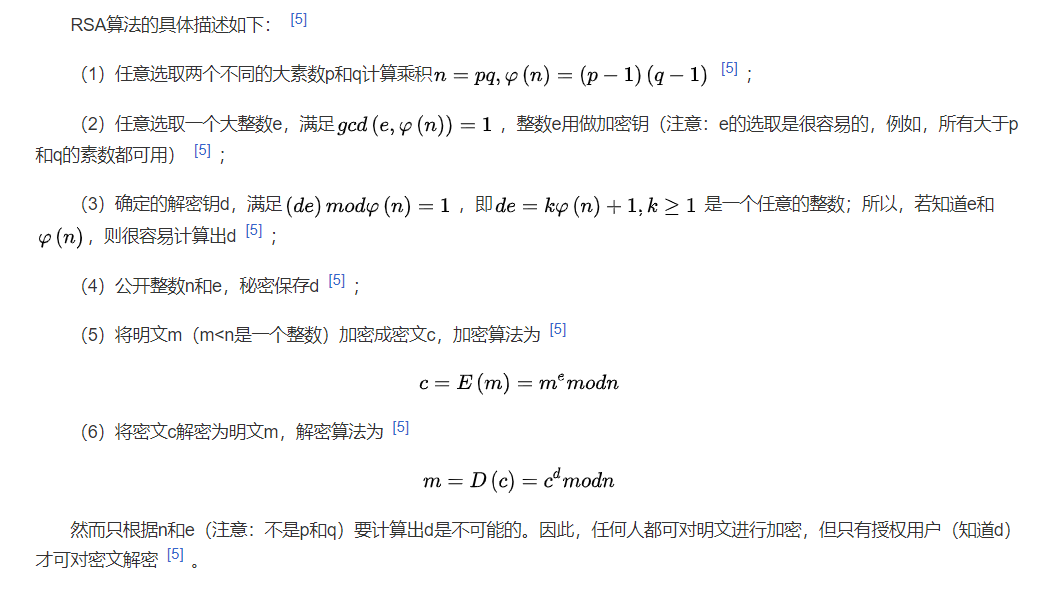 RSA算法的具体描述如下： [5]
（1）任意选取两个不同的大素数p和q计算乘积n = pq, φ (n) = (p − 1) (q − 1) [5] ；
（2）任意选取一个大整数e，满足gcd (e, φ (n)) = 1 ，整数e用做加密钥（注意：e的选取是很容易的，例如，所有大于p
和q的素数都可用） [5] ；
（3）确定的解密钥d，满足(de) modφ (n) = 1 ，即de = kφ (n) + 1, k ≥ 1 是一个任意的整数；所以，若知道e和
φ (n)，则很容易计算出d [5] ；
（4）公开整数n和e，秘密保存d [5] ；
（5）将明文m（m<n是一个整数）加密成密文c，加密算法为 [5]
c = E (m) = mᵉmodn
（6）将密文c解密为明文m，解密算法为 [5]
m = D (c) = cᵈmodn
然而只根据n和e（注意：不是p和q）要计算出d是不可能的。因此，任何人都可对明文进行加密，但只有授权用户（知道d）
才可对密文解密 [5] 。